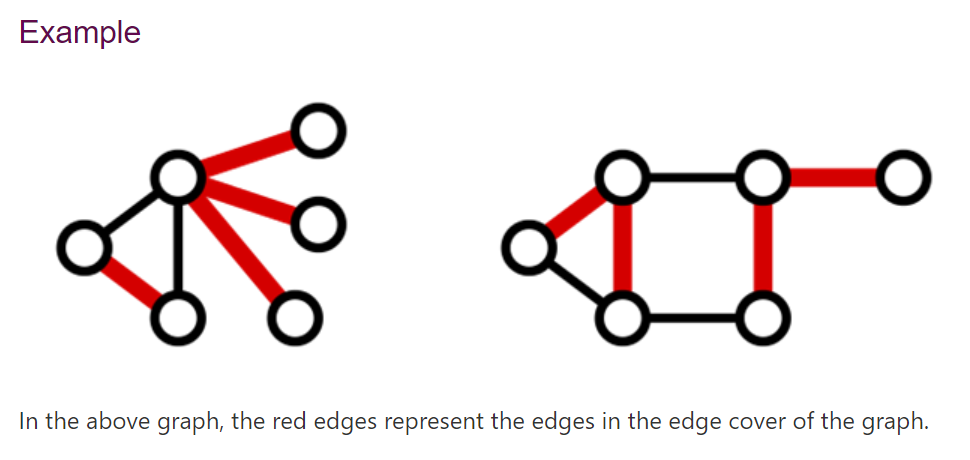 Example
In the above graph, the red edges represent the edges in the edge cover of the graph.